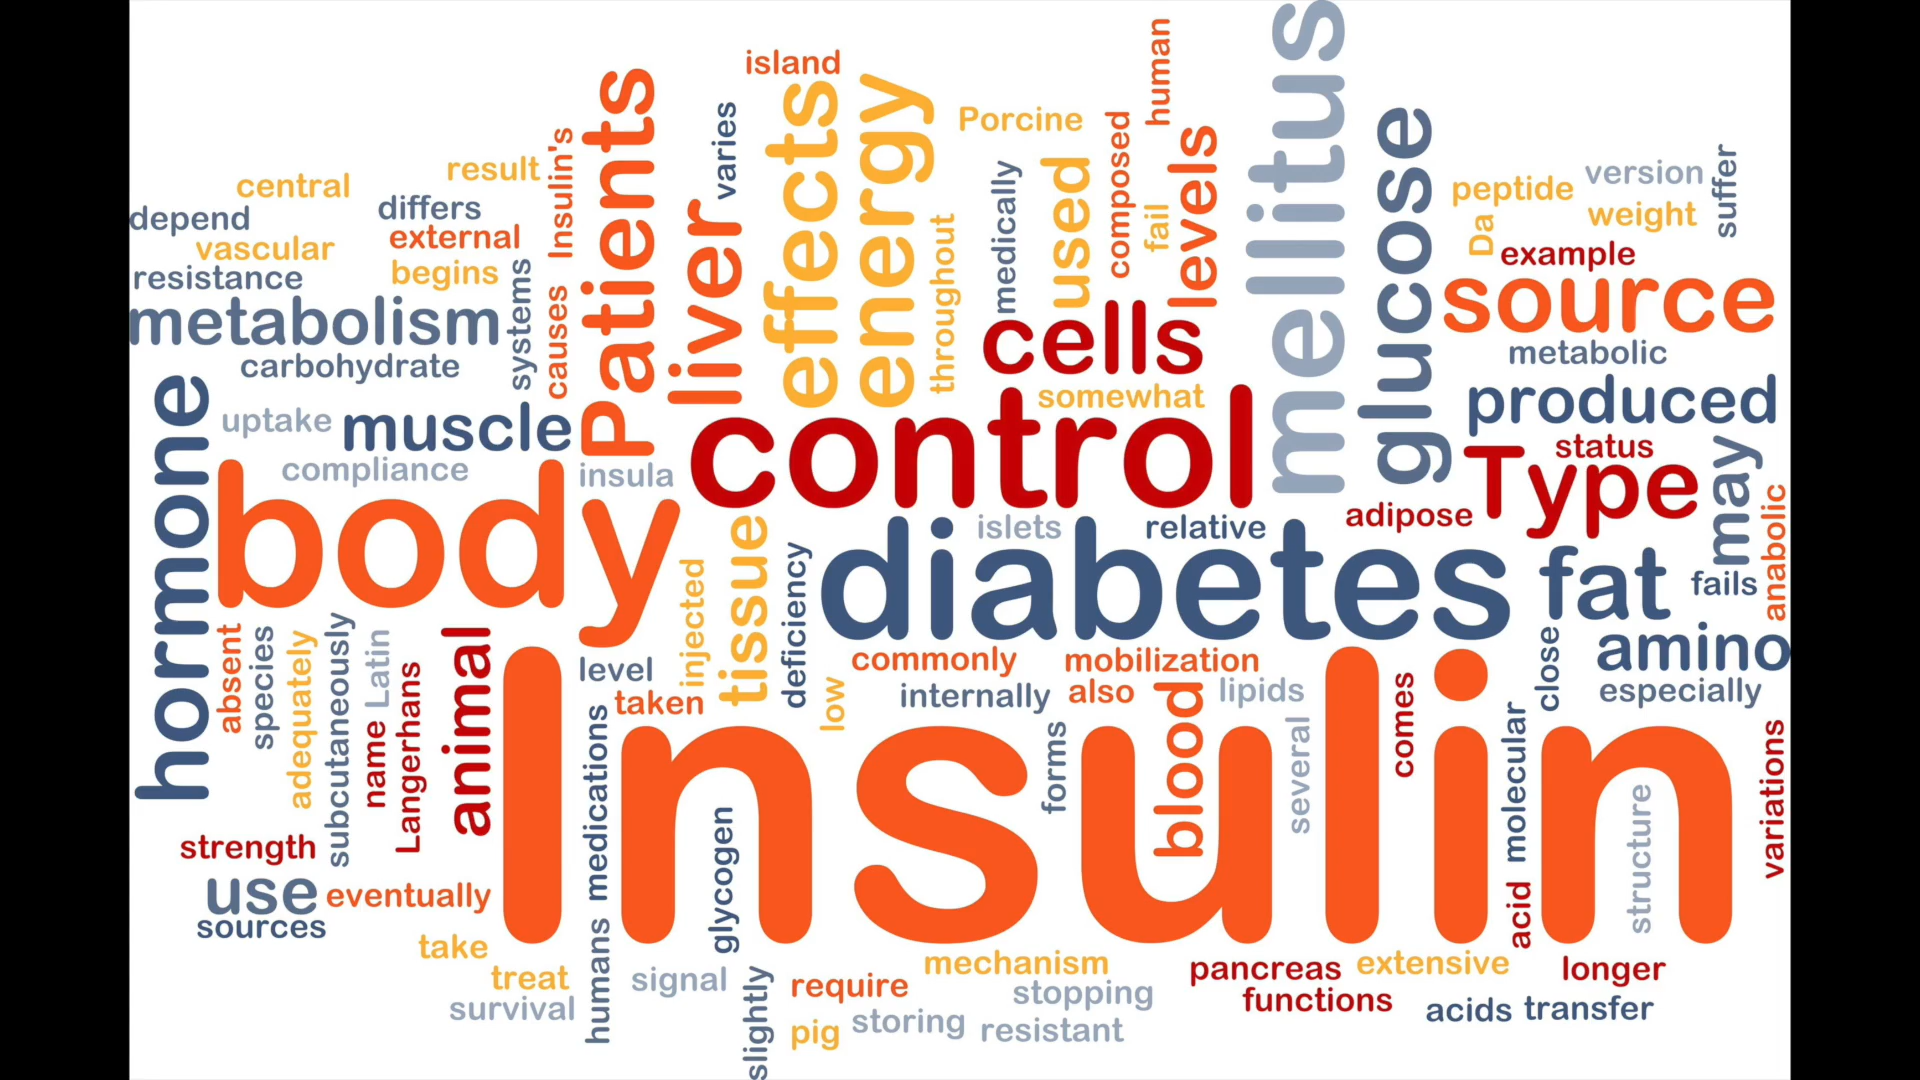 human
island
mellitus
Patients
effects
energy
varies
Porcine
glucose
composed
levels
Insulin's
result
central
version
suffer
used
medically
peptide
weight
fail
differs
depend
liver
Da
throughout
external
vascular
example
begins
resistance
systems
source
metabolism
causes
cells
metabolic
carbohydrate
hormone
somewhat
produced
uptake
muscle
control
status
Type
may
compliance
insula
body
adipose
anabolic
islets
relative
tissue
diabetes
deficiency
fat
fails
injected
absent
species
adequately
subcutaneously
Latin
animal
close
amino
level
commonly
mobilization
Langerhans
low
internally
also
lipids
comes
especially
taken
blood
Insulin
medications
molecular
several
forms
name
variations
structure
glycogen
strength
use
eventually
acid
sources
humans
take
mechanism
pancreas
extensive
longer
treat
signal
slightly
require
stopping
functions
survival
acids
transfer
pig
storing
resistant